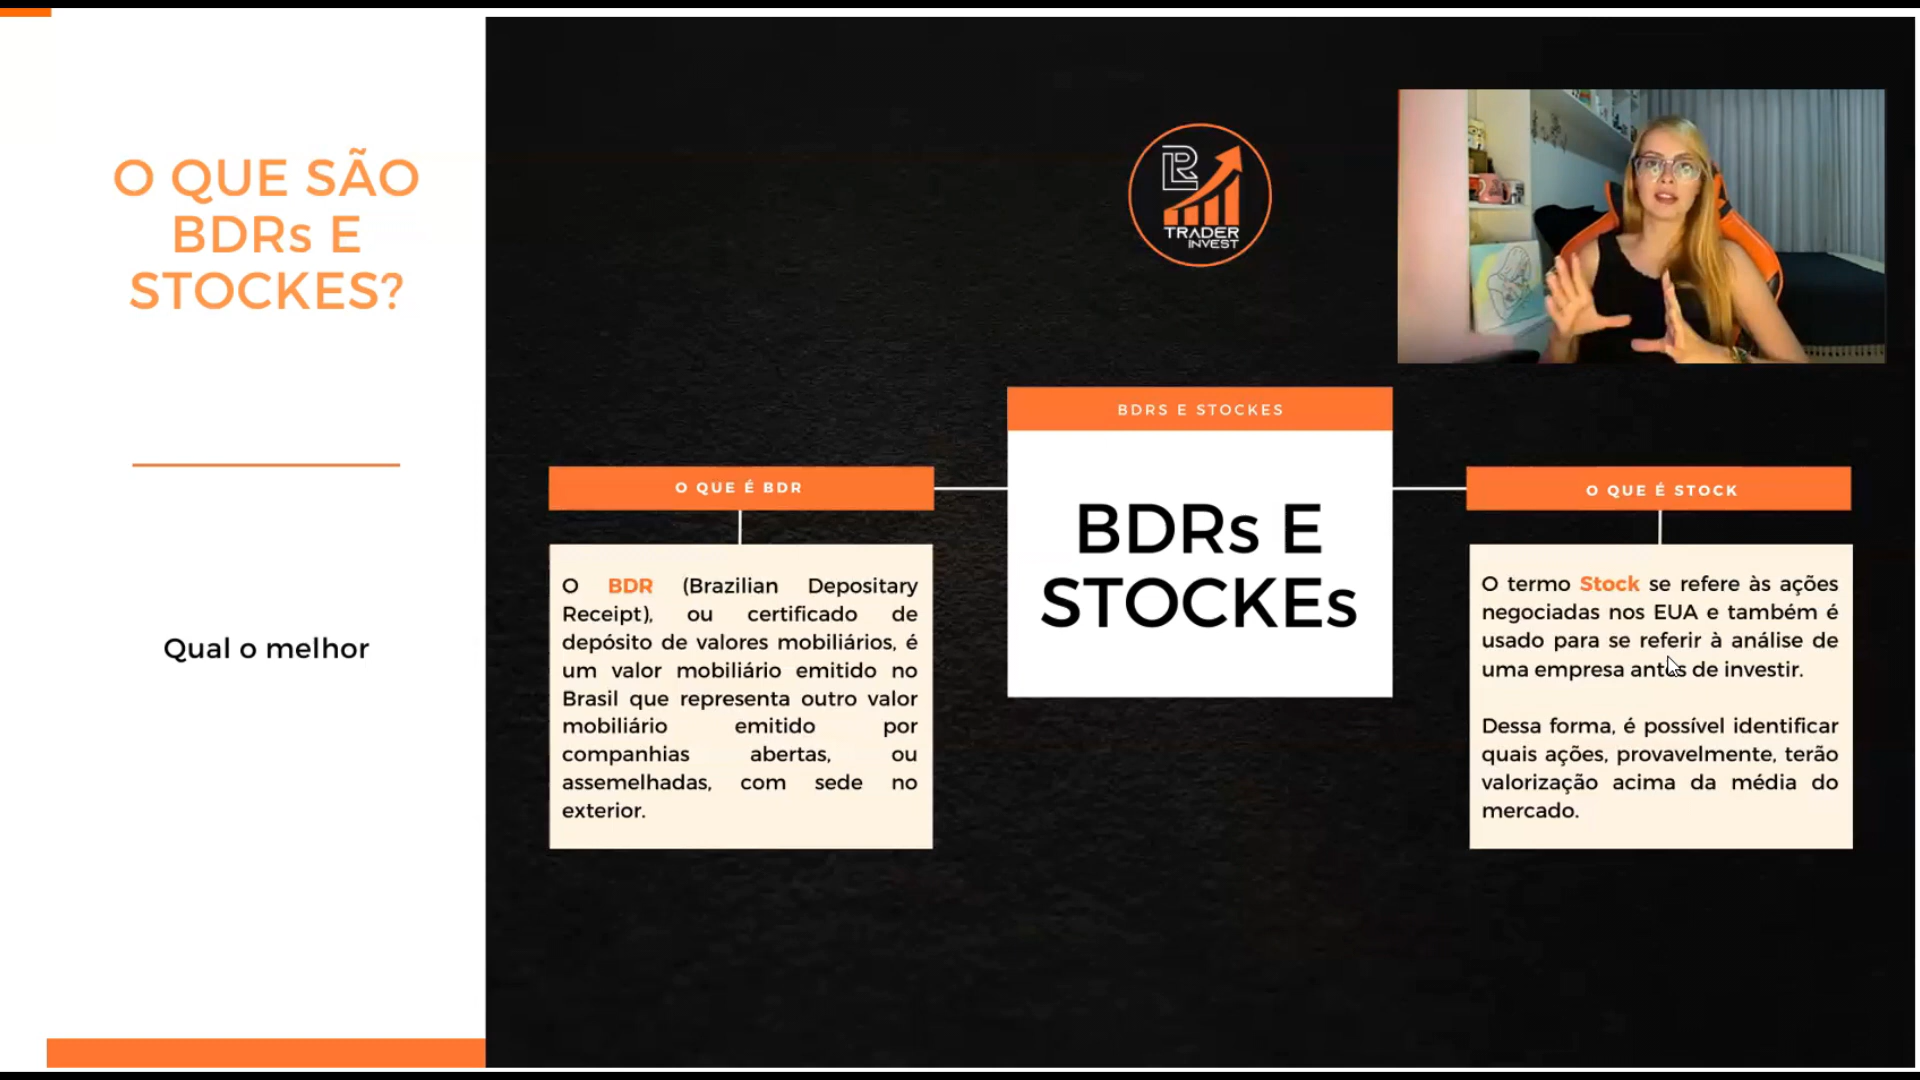 O QUE SÃO
BDRs E
STOCKES?
Qual o melhor
LR
TRADER
INVEST
BDRS E STOCKES
BDRs E
STOCKEs
O QUE É BDR
O BDR (Brazilian Depositary
Receipt), ou certificado de
depósito de valores mobiliários, é
um valor mobiliário emitido no
Brasil que representa outro valor
mobiliário emitido por
companhias abertas, ou
assemelhadas, com sede no
exterior.
O QUE É STOCK
O termo Stock se refere às ações
negociadas nos EUA e também é
usado para se referir à análise de
uma empresa antes de investir.
Dessa forma, é possível identificar
quais ações, provavelmente, terão
valorização acima da média do
mercado.